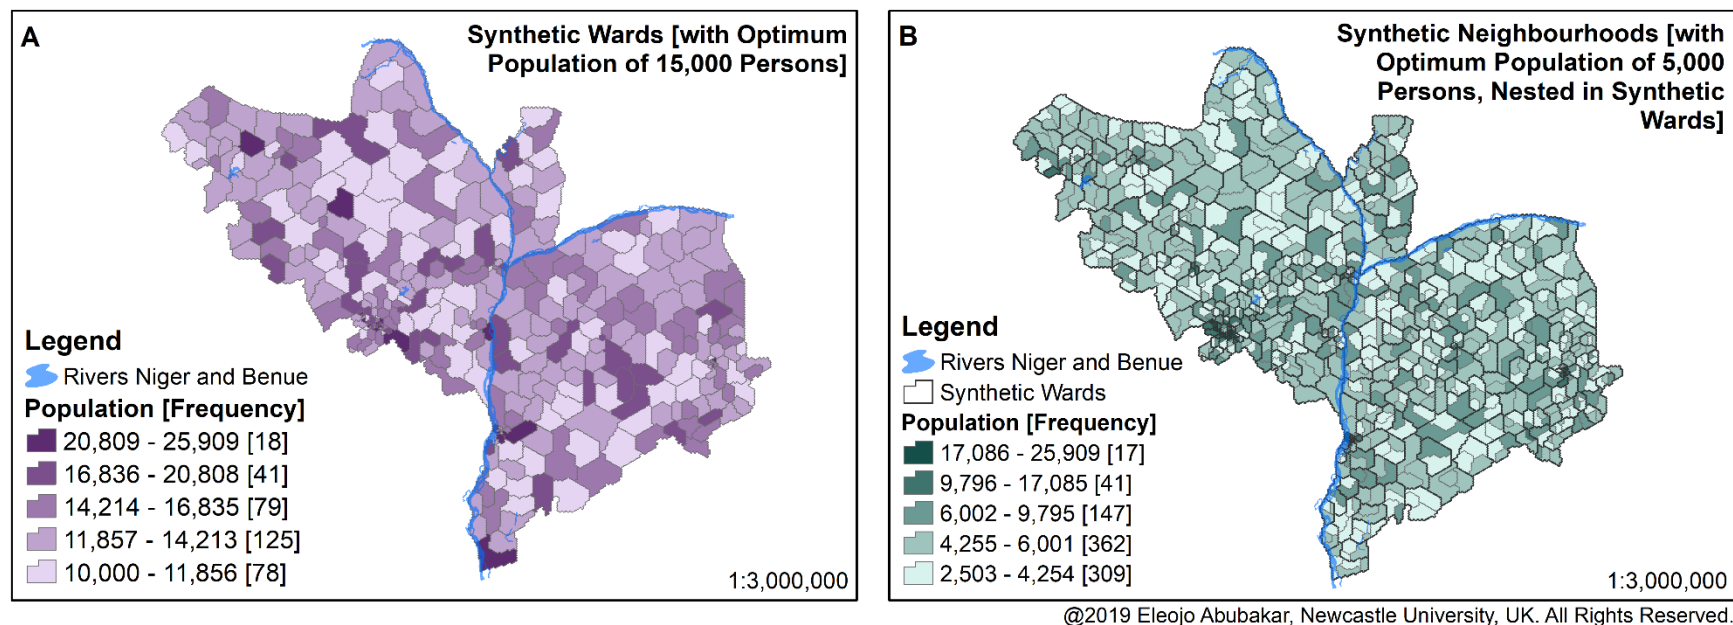 A
Synthetic Wards [with Optimum
Population of 15,000 Persons]
Legend
Rivers Niger and Benue
Population [Frequency]
20,809 - 25,909 [18]
16,836 - 20,808 [41]
14,214 - 16,835 [79]
11,857 - 14,213 [125]
10,000 - 11,856 [78]
1:3,000,000
B
Synthetic Neighbourhoods [with
Optimum Population of 5,000
Persons, Nested in Synthetic
Wards]
Legend
Rivers Niger and Benue
Synthetic Wards
Population [Frequency]
17,086 - 25,909 [17]
9,796 - 17,085 [41]
6,002 - 9,795 [147]
4,255 - 6,001 [362]
2,503 - 4,254 [309]
1:3,000,000
@2019 Eleojo Abubakar, Newcastle University, UK. All Rights Reserved.